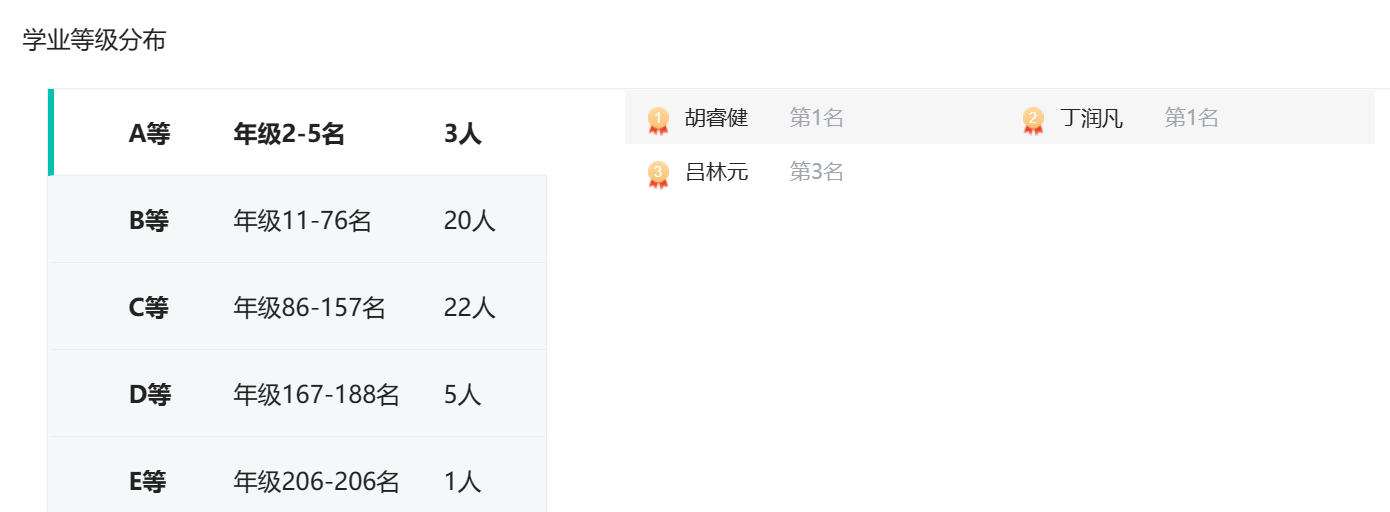 学业等级分布
A等 年级2-5名 3人
B等 年级11-76名 20人
C等 年级86-157名 22人
D等 年级167-188名 5人
E等 年级206-206名 1人
1 胡睿健 第1名 2 丁润凡 第1名
3 吕林元 第3名